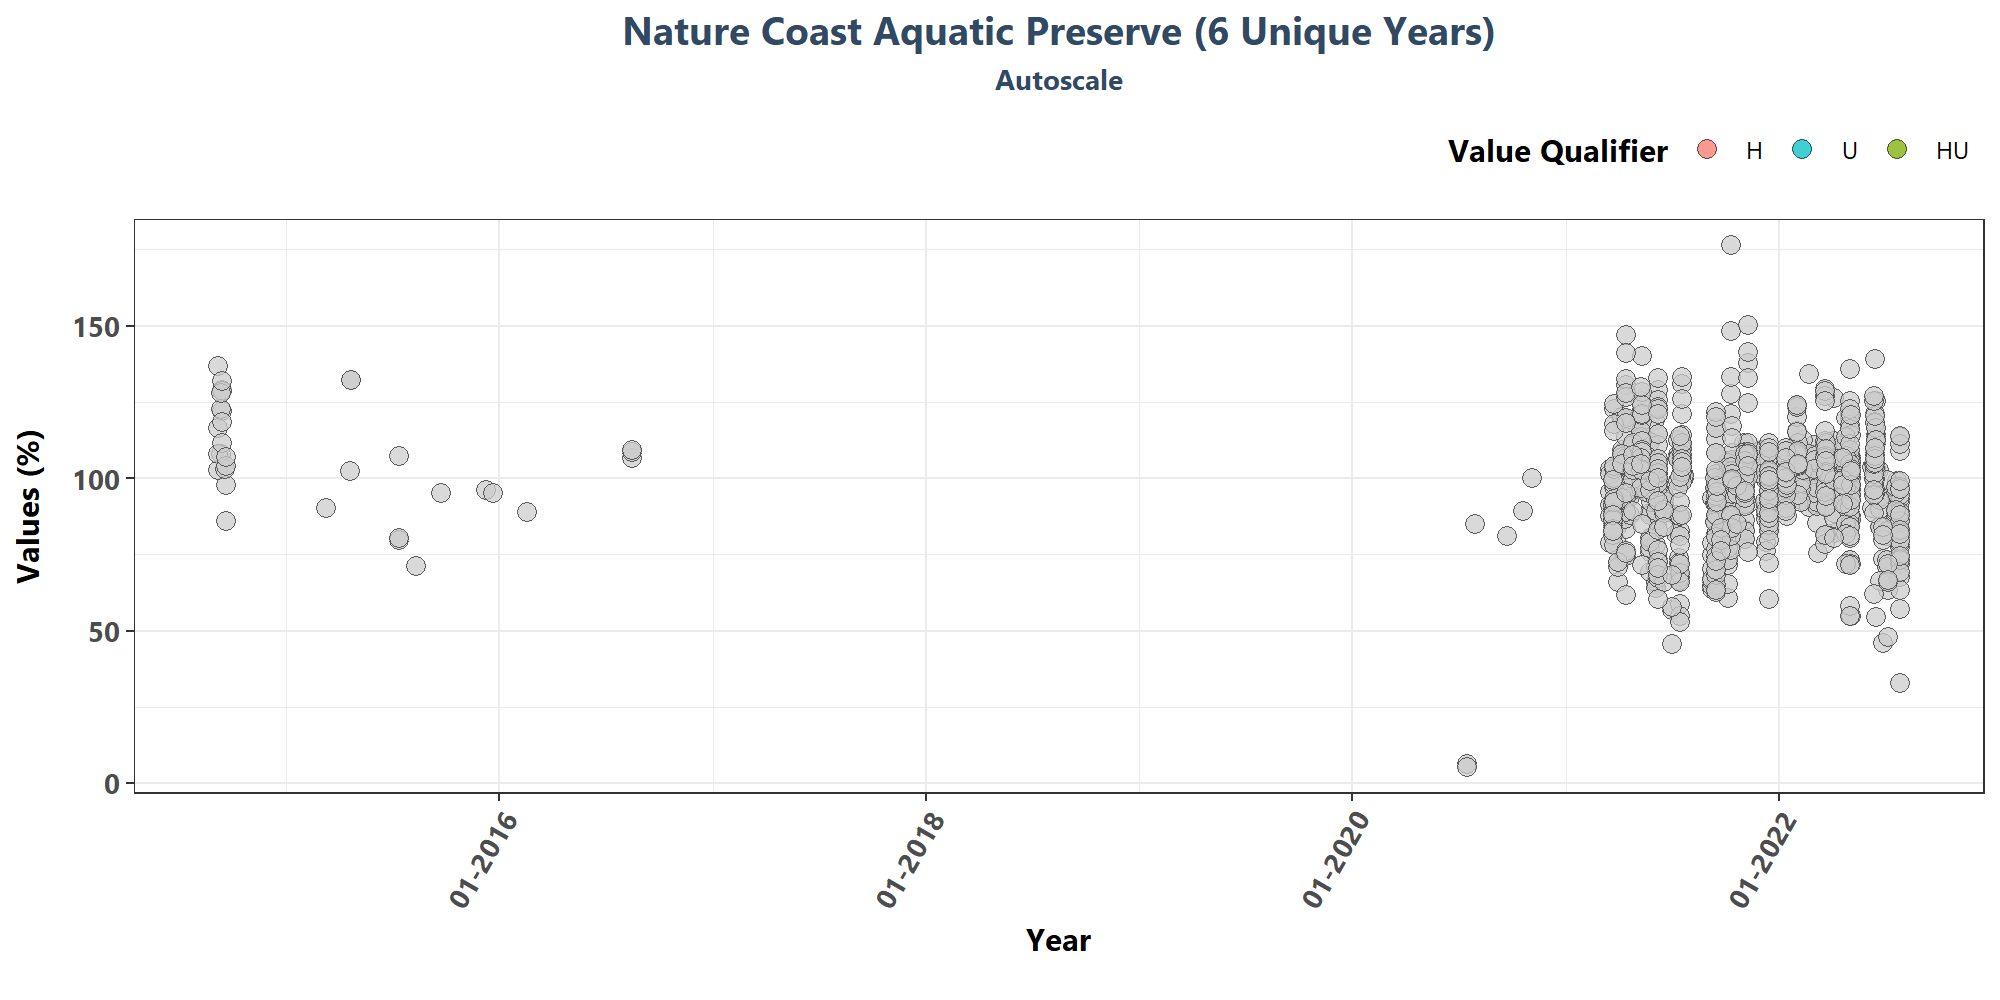 Nature Coast Aquatic Preserve (6 Unique Years)
Autoscale
Value Qualifier H U HU
Values (%)
150
100
50
0
01-2016
01-2018
01-2020
01-2022
Year